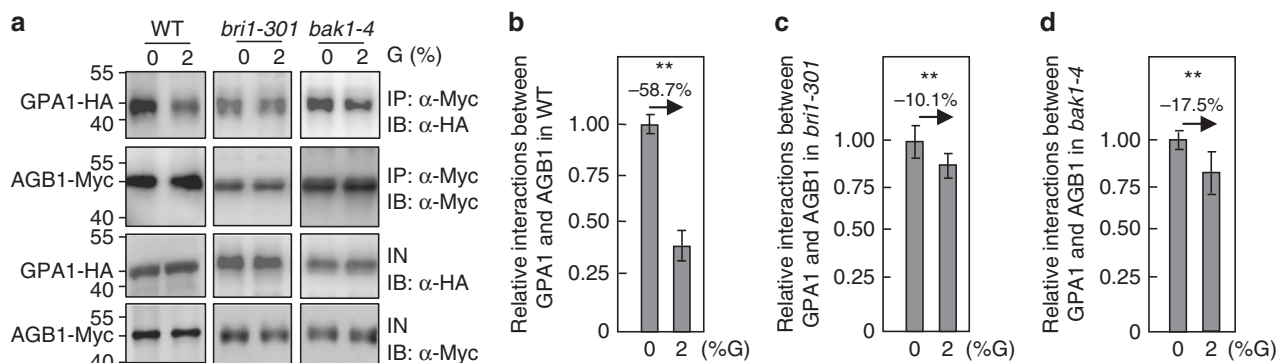 a
WT bri1-301 bak1-4
0 2 0 2 0 2 G (%)
55
GPA1-HA
40
IP: α-Myc
IB: α-HA
55
AGB1-Myc
40
IP: α-Myc
IB: α-Myc
55
GPA1-HA
40
IN
IB: α-HA
55
AGB1-Myc
40
IN
IB: α-Myc
b
Relative interactions between
GPA1 and AGB1 in WT
**
−58.7%
1.00
0.75
0.50
0.25
0
0 2 (%G)
c
Relative interactions between
GPA1 and AGB1 in bri1-301
**
−10.1%
1.00
0.75
0.50
0.25
0
0 2 (%G)
d
Relative interactions between
GPA1 and AGB1 in bak1-4
**
−17.5%
1.00
0.75
0.50
0.25
0
0 2 (%G)